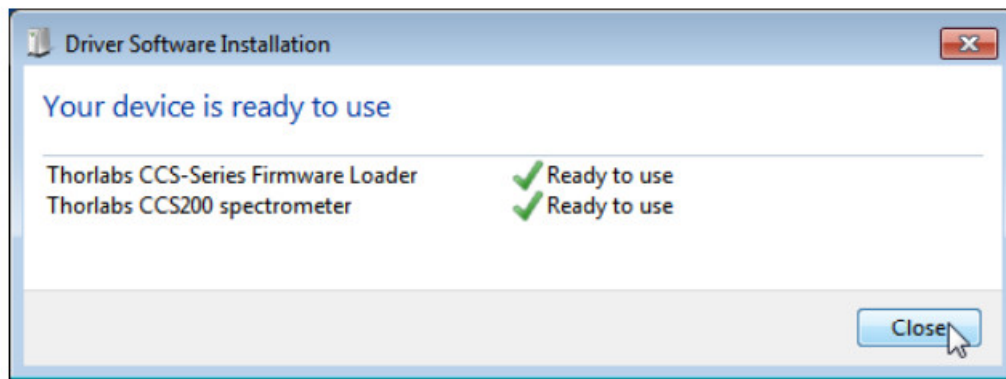 Driver Software Installation
Your device is ready to use
Thorlabs CCS-Series Firmware Loader Ready to use
Thorlabs CCS200 spectrometer Ready to use
Close